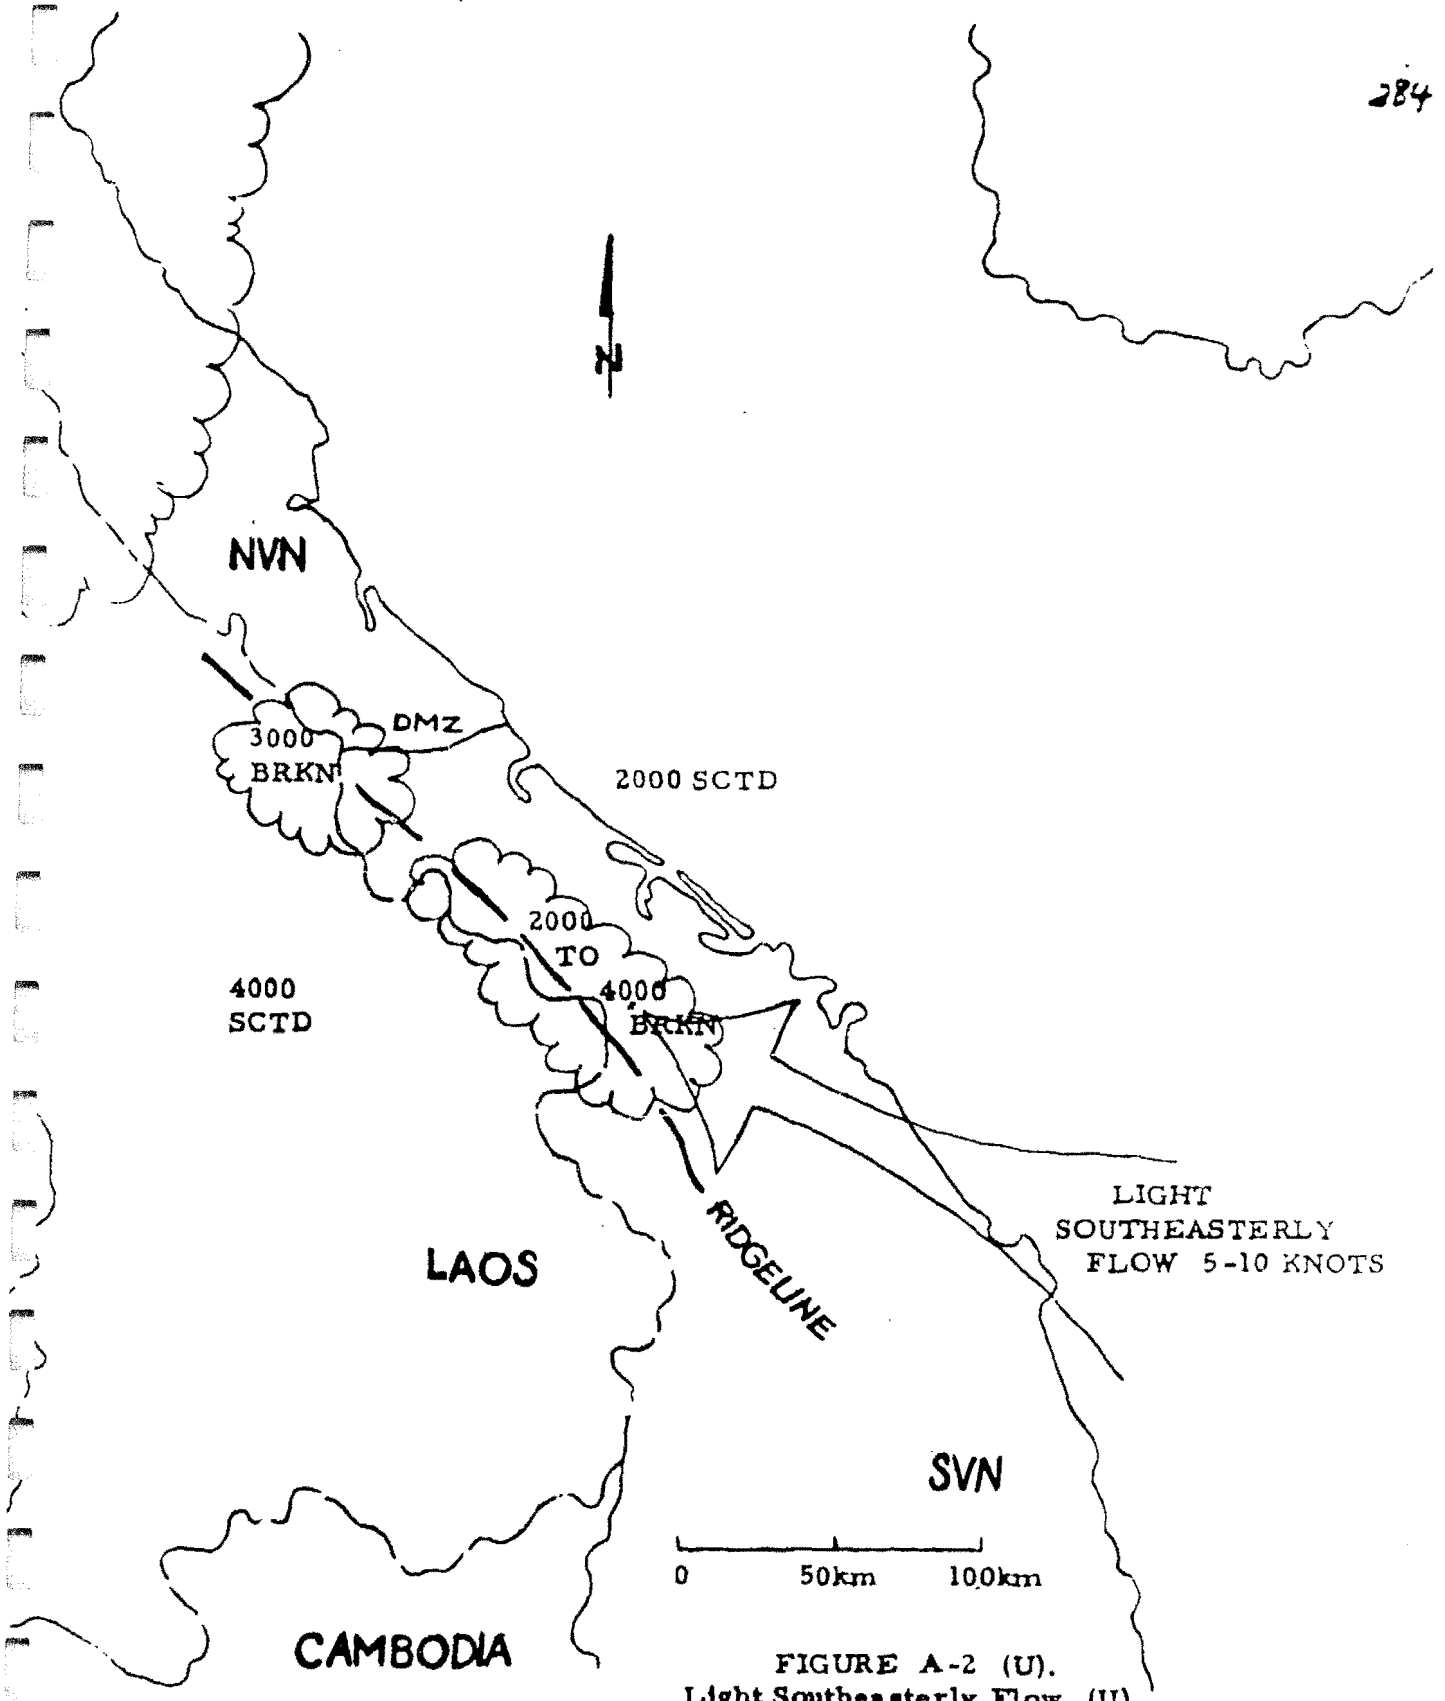 284
N
NVN
DMZ
3000
BRKN
2000 SCTD
2000
TO
4000
BRKN
4000
SCTD
LIGHT
SOUTHEASTERLY
FLOW 5-10 KNOTS
RIDGELINE
LAOS
SVN
0 50km 100km
CAMBODIA
FIGURE A-2 (U).
Light Southeasterly Flow (U)